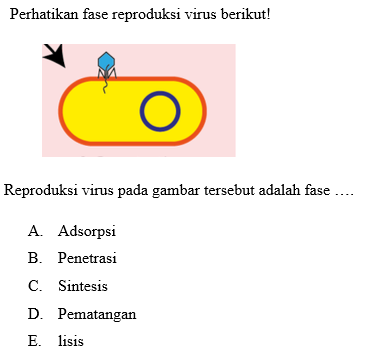 Perhatikan fase reproduksi virus berikut!
Reproduksi virus pada gambar tersebut adalah fase ….
A. Adsorpsi
B. Penetrasi
C. Sintesis
D. Pematangan
E. lisis